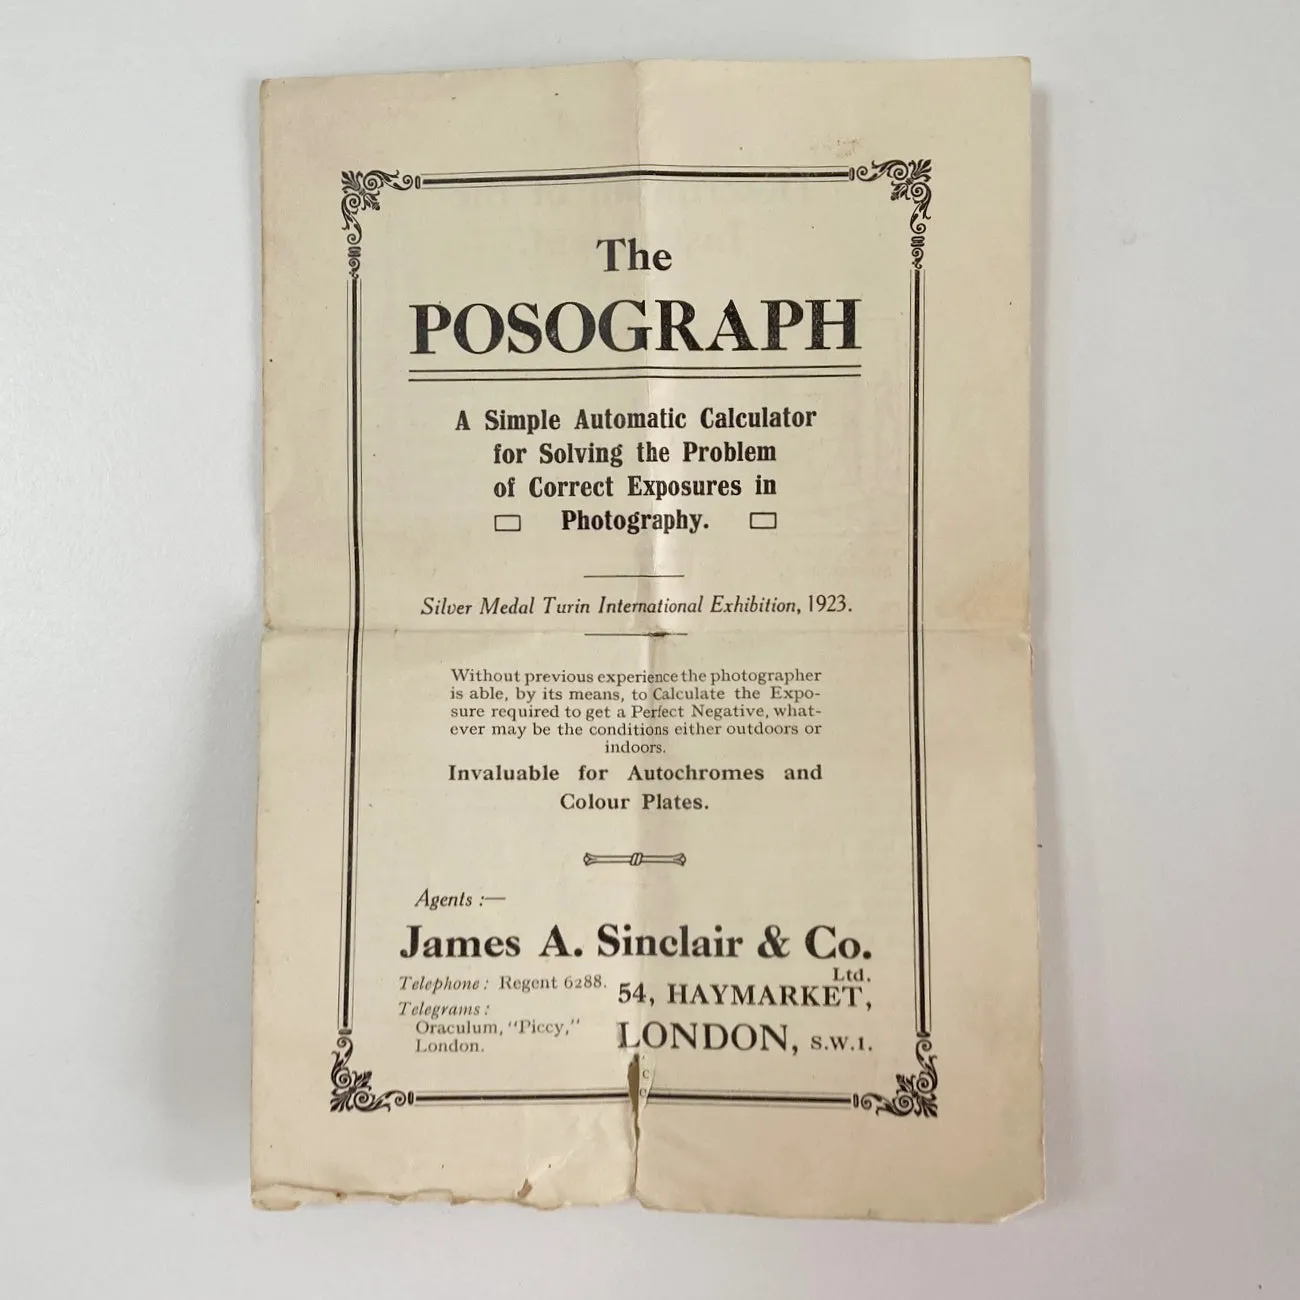 The
POSOGRAPH
A Simple Automatic Calculator
for Solving the Problem
of Correct Exposures in
Photography.
Silver Medal Turin International Exhibition, 1923.
Without previous experience the photographer
is able, by its means, to Calculate the Expo-
sure required to get a Perfect Negative, what-
ever may be the conditions either outdoors or
indoors.
Invaluable for Autochromes and
Colour Plates.
Agents :—
James A. Sinclair & Co.
Ltd.
Telephone : Regent 6288.
Telegrams :
Oraculum, "Piccy,"
London.
54, HAYMARKET,
LONDON, S.W.1.